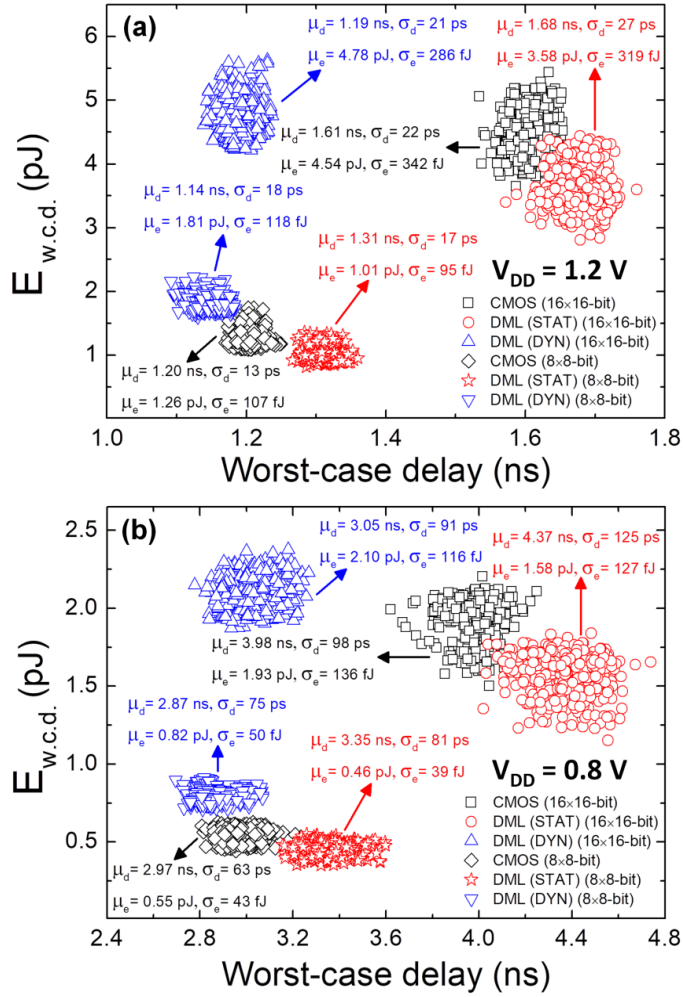 (a)
μd= 1.19 ns, σd= 21 ps
μe= 4.78 pJ, σe= 286 fJ
μd= 1.68 ns, σd= 27 ps
μe= 3.58 pJ, σe= 319 fJ
μd= 1.61 ns, σd= 22 ps
μe= 4.54 pJ, σe= 342 fJ
μd= 1.14 ns, σd= 18 ps
μe= 1.81 pJ, σe= 118 fJ
μd= 1.31 ns, σd= 17 ps
μe= 1.01 pJ, σe= 95 fJ
μd= 1.20 ns, σd= 13 ps
μe= 1.26 pJ, σe= 107 fJ
VDD = 1.2 V
CMOS (16×16-bit)
DML (STAT) (16×16-bit)
DML (DYN) (16×16-bit)
CMOS (8×8-bit)
DML (STAT) (8×8-bit)
DML (DYN) (8×8-bit)
Ew.c.d. (pJ)
6
5
4
3
2
1
0
1.0 1.2 1.4 1.6 1.8
Worst-case delay (ns)
(b)
μd= 3.05 ns, σd= 91 ps
μe= 2.10 pJ, σe= 116 fJ
μd= 4.37 ns, σd= 125 ps
μe= 1.58 pJ, σe= 127 fJ
μd= 3.98 ns, σd= 98 ps
μe= 1.93 pJ, σe= 136 fJ
μd= 2.87 ns, σd= 75 ps
μe= 0.82 pJ, σe= 50 fJ
μd= 3.35 ns, σd= 81 ps
μe= 0.46 pJ, σe= 39 fJ
μd= 2.97 ns, σd= 63 ps
μe= 0.55 pJ, σe= 43 fJ
VDD = 0.8 V
CMOS (16×16-bit)
DML (STAT) (16×16-bit)
DML (DYN) (16×16-bit)
CMOS (8×8-bit)
DML (STAT) (8×8-bit)
DML (DYN) (8×8-bit)
Ew.c.d. (pJ)
2.5
2.0
1.5
1.0
0.5
0.0
2.4 2.8 3.2 3.6 4.0 4.4 4.8
Worst-case delay (ns)